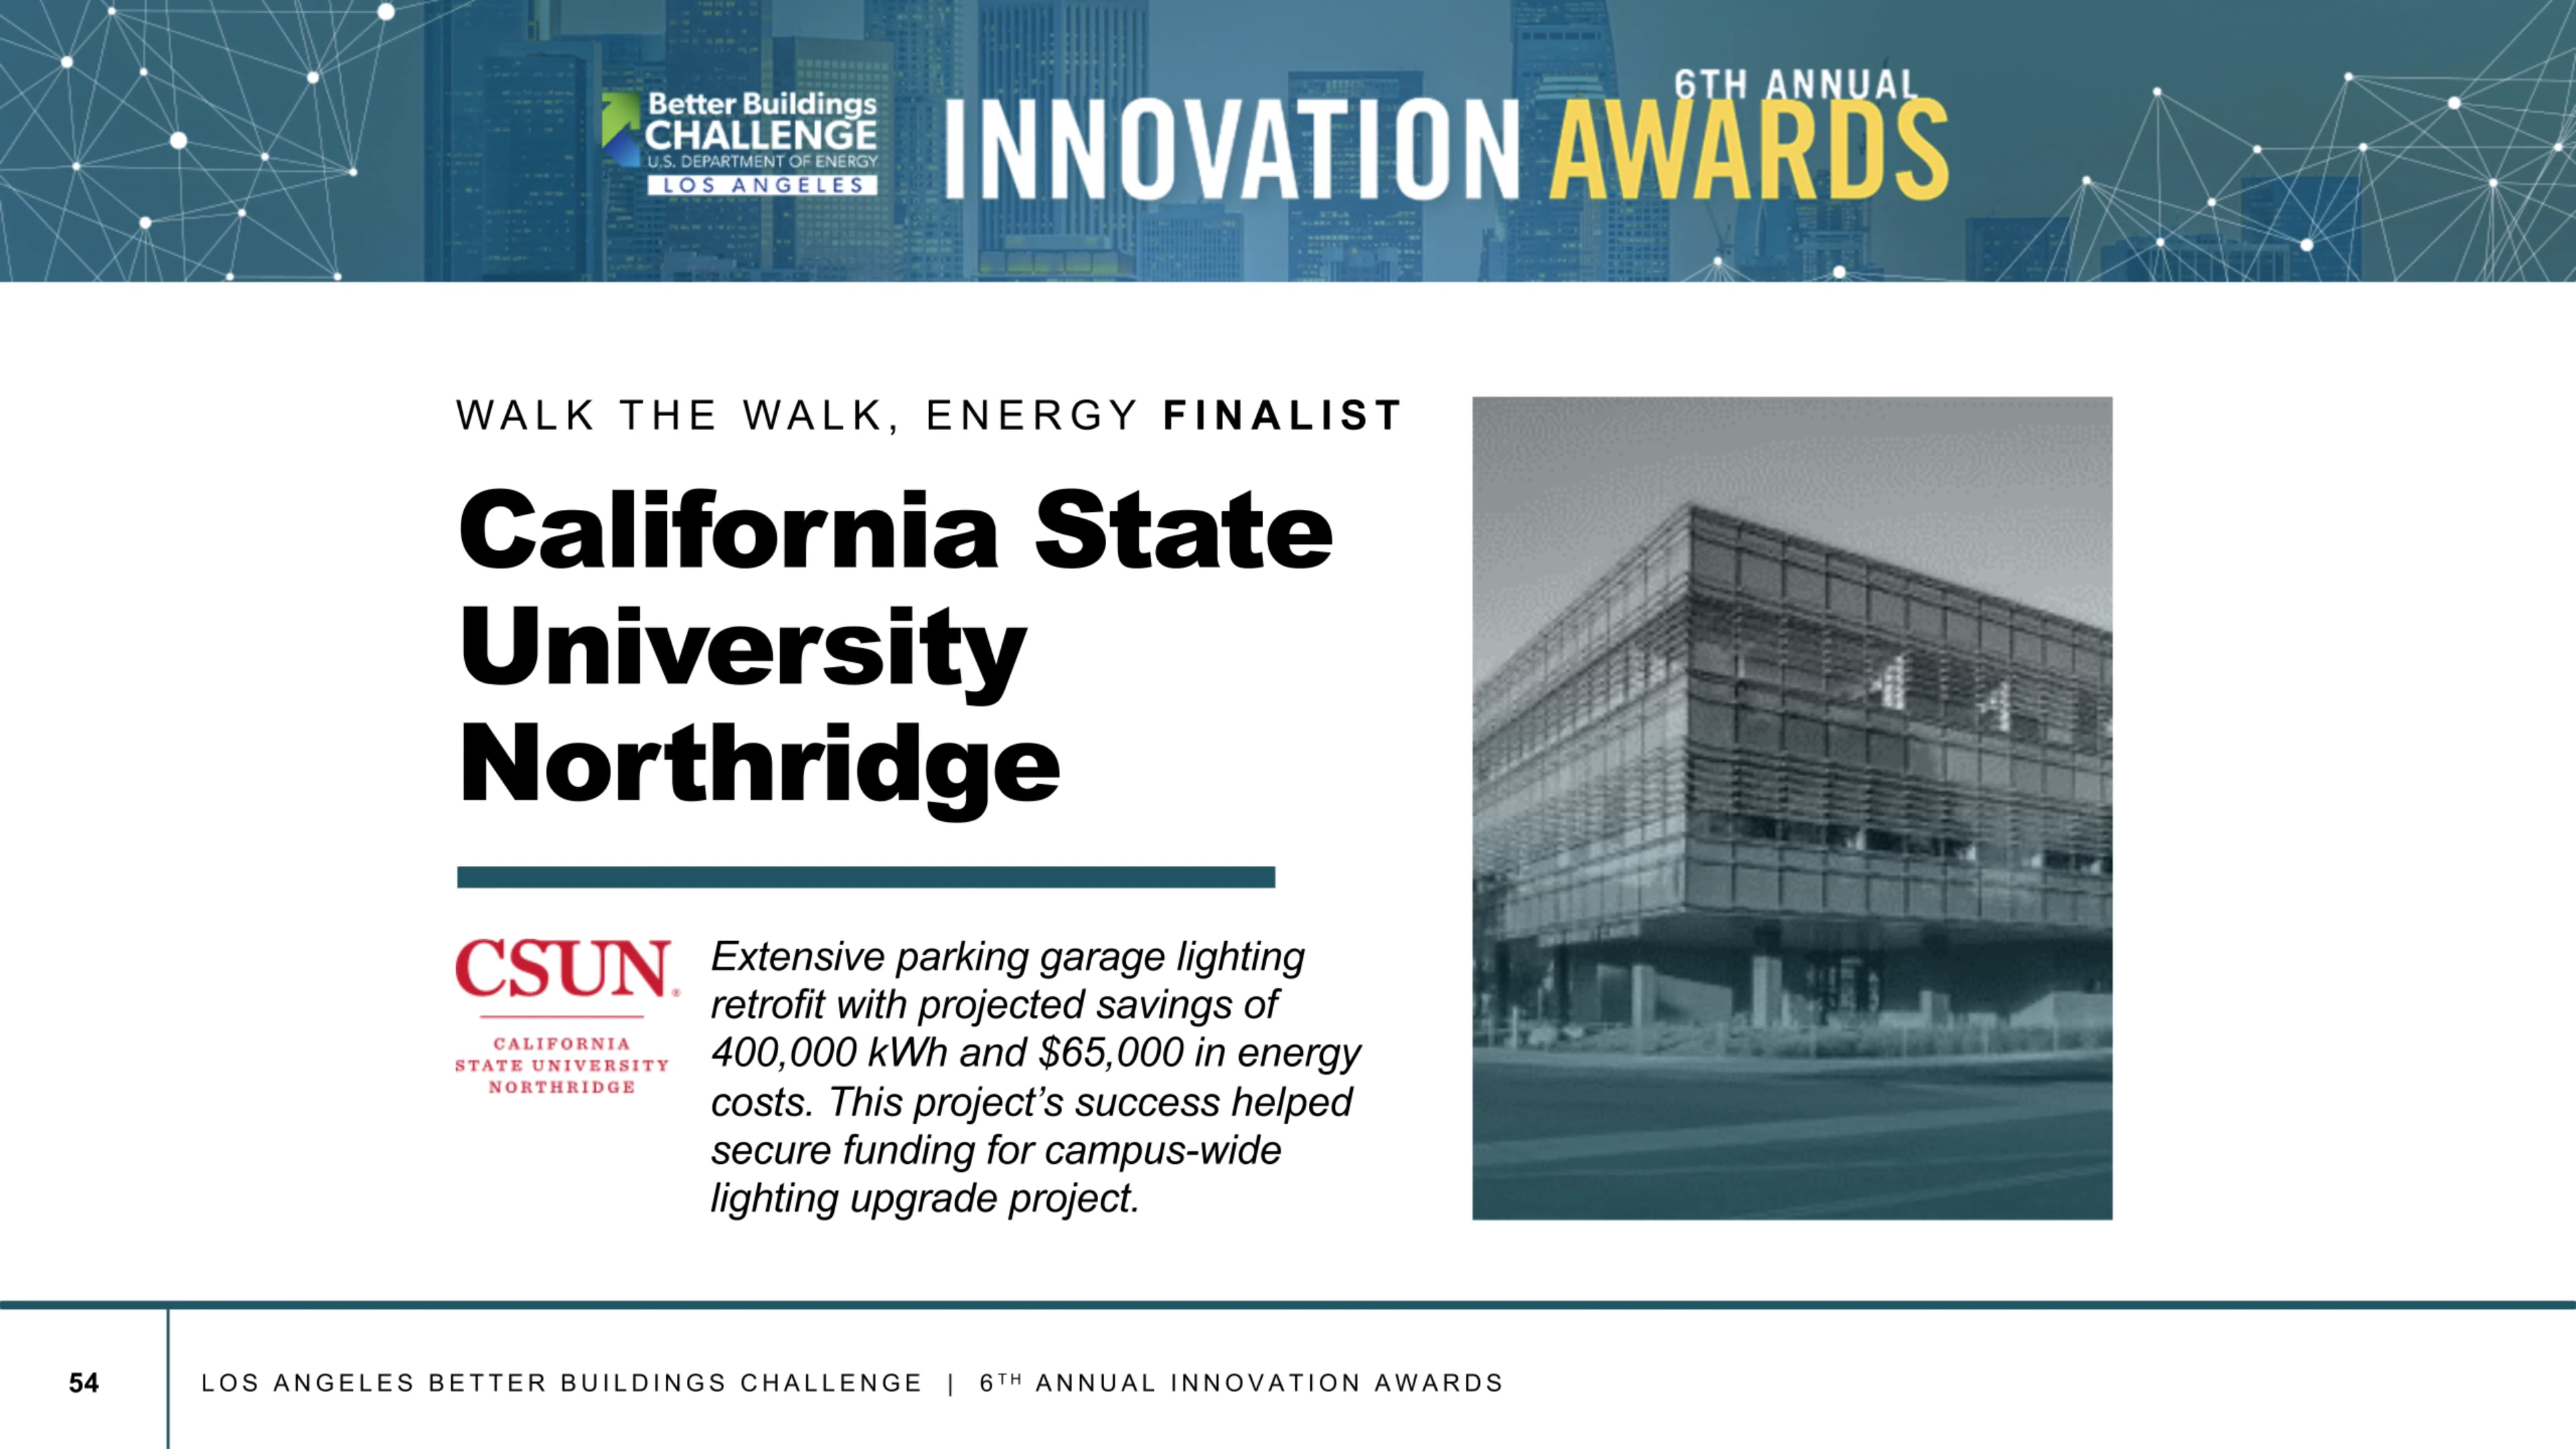 Better Buildings
CHALLENGE
U.S. DEPARTMENT OF ENERGY
LOS ANGELES
6TH ANNUAL
INNOVATION AWARDS
WALK THE WALK, ENERGY FINALIST
California State
University
Northridge
CSUN®
CALIFORNIA
STATE UNIVERSITY
NORTHRIDGE
Extensive parking garage lighting
retrofit with projected savings of
400,000 kWh and $65,000 in energy
costs. This project’s success helped
secure funding for campus-wide
lighting upgrade project.
54
LOS ANGELES BETTER BUILDINGS CHALLENGE | 6TH ANNUAL INNOVATION AWARDS